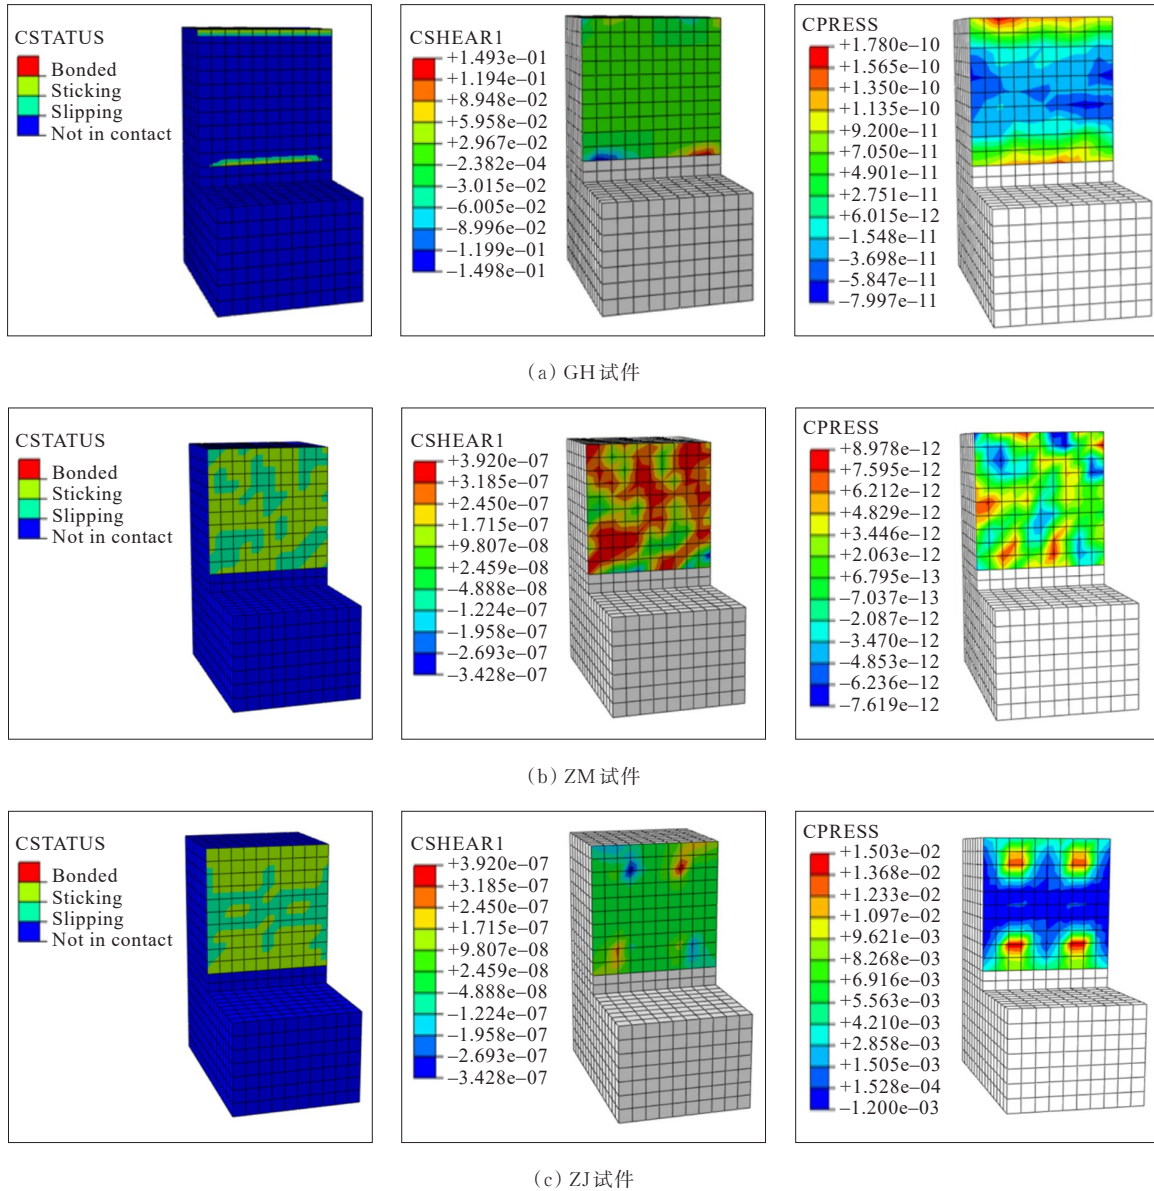 CSTATUS
Bonded
Sticking
Slipping
Not in contact
CSHEAR1
+1.493e−01
+1.194e−01
+8.948e−02
+5.958e−02
+2.967e−02
−2.382e−04
−3.015e−02
−6.005e−02
−8.996e−02
−1.199e−01
−1.498e−01
CPRESS
+1.780e−10
+1.565e−10
+1.350e−10
+1.135e−10
+9.200e−11
+7.050e−11
+4.901e−11
+2.751e−11
+6.015e−12
−1.548e−11
−3.698e−11
−5.847e−11
−7.997e−11
(a) GH试件
CSTATUS
Bonded
Sticking
Slipping
Not in contact
CSHEAR1
+3.920e−07
+3.185e−07
+2.450e−07
+1.715e−07
+9.807e−08
+2.459e−08
−4.888e−08
−1.224e−07
−1.958e−07
−2.693e−07
−3.428e−07
CPRESS
+8.978e−12
+7.595e−12
+6.212e−12
+4.829e−12
+3.446e−12
+2.063e−12
+6.795e−13
−7.037e−13
−2.087e−12
−3.470e−12
−4.853e−12
−6.236e−12
−7.619e−12
(b) ZM试件
CSTATUS
Bonded
Sticking
Slipping
Not in contact
CSHEAR1
+3.920e−07
+3.185e−07
+2.450e−07
+1.715e−07
+9.807e−08
+2.459e−08
−4.888e−08
−1.224e−07
−1.958e−07
−2.693e−07
−3.428e−07
CPRESS
+1.503e−02
+1.368e−02
+1.233e−02
+1.097e−02
+9.621e−03
+8.268e−03
+6.916e−03
+5.563e−03
+4.210e−03
+2.858e−03
+1.505e−03
+1.528e−04
−1.200e−03
(c) ZJ试件